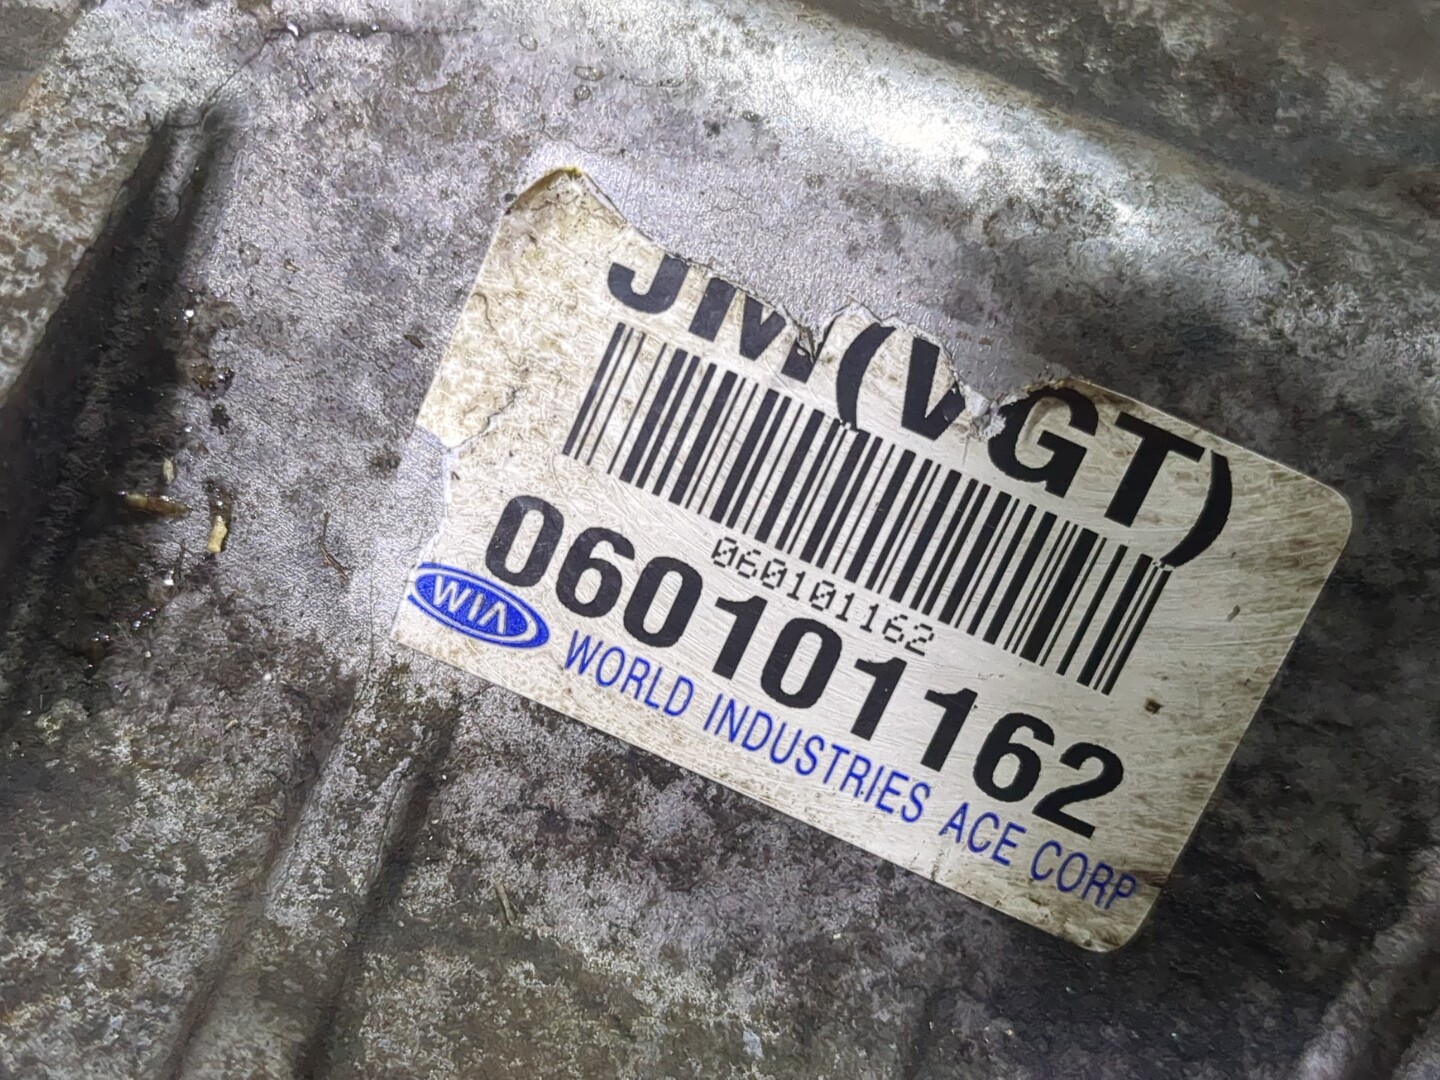 JM(VGT)
060101162
060101162
WIA WORLD INDUSTRIES ACE CORP